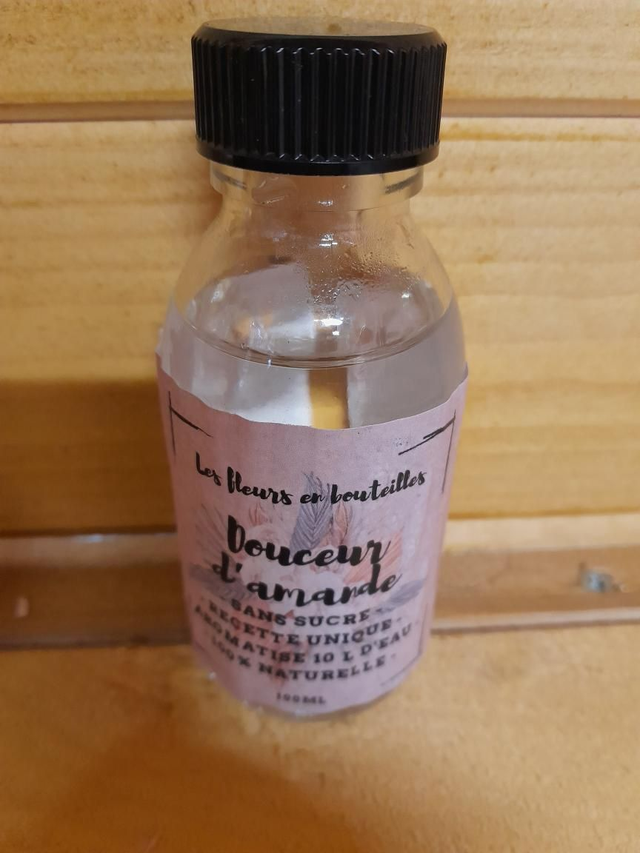 Les fleurs en bouteilles
Douceur
d'amande
SANS SUCRE -
- RECETTE UNIQUE -
AROMATISE 10 L D'EAU
- 100% NATURELLE -
100ML